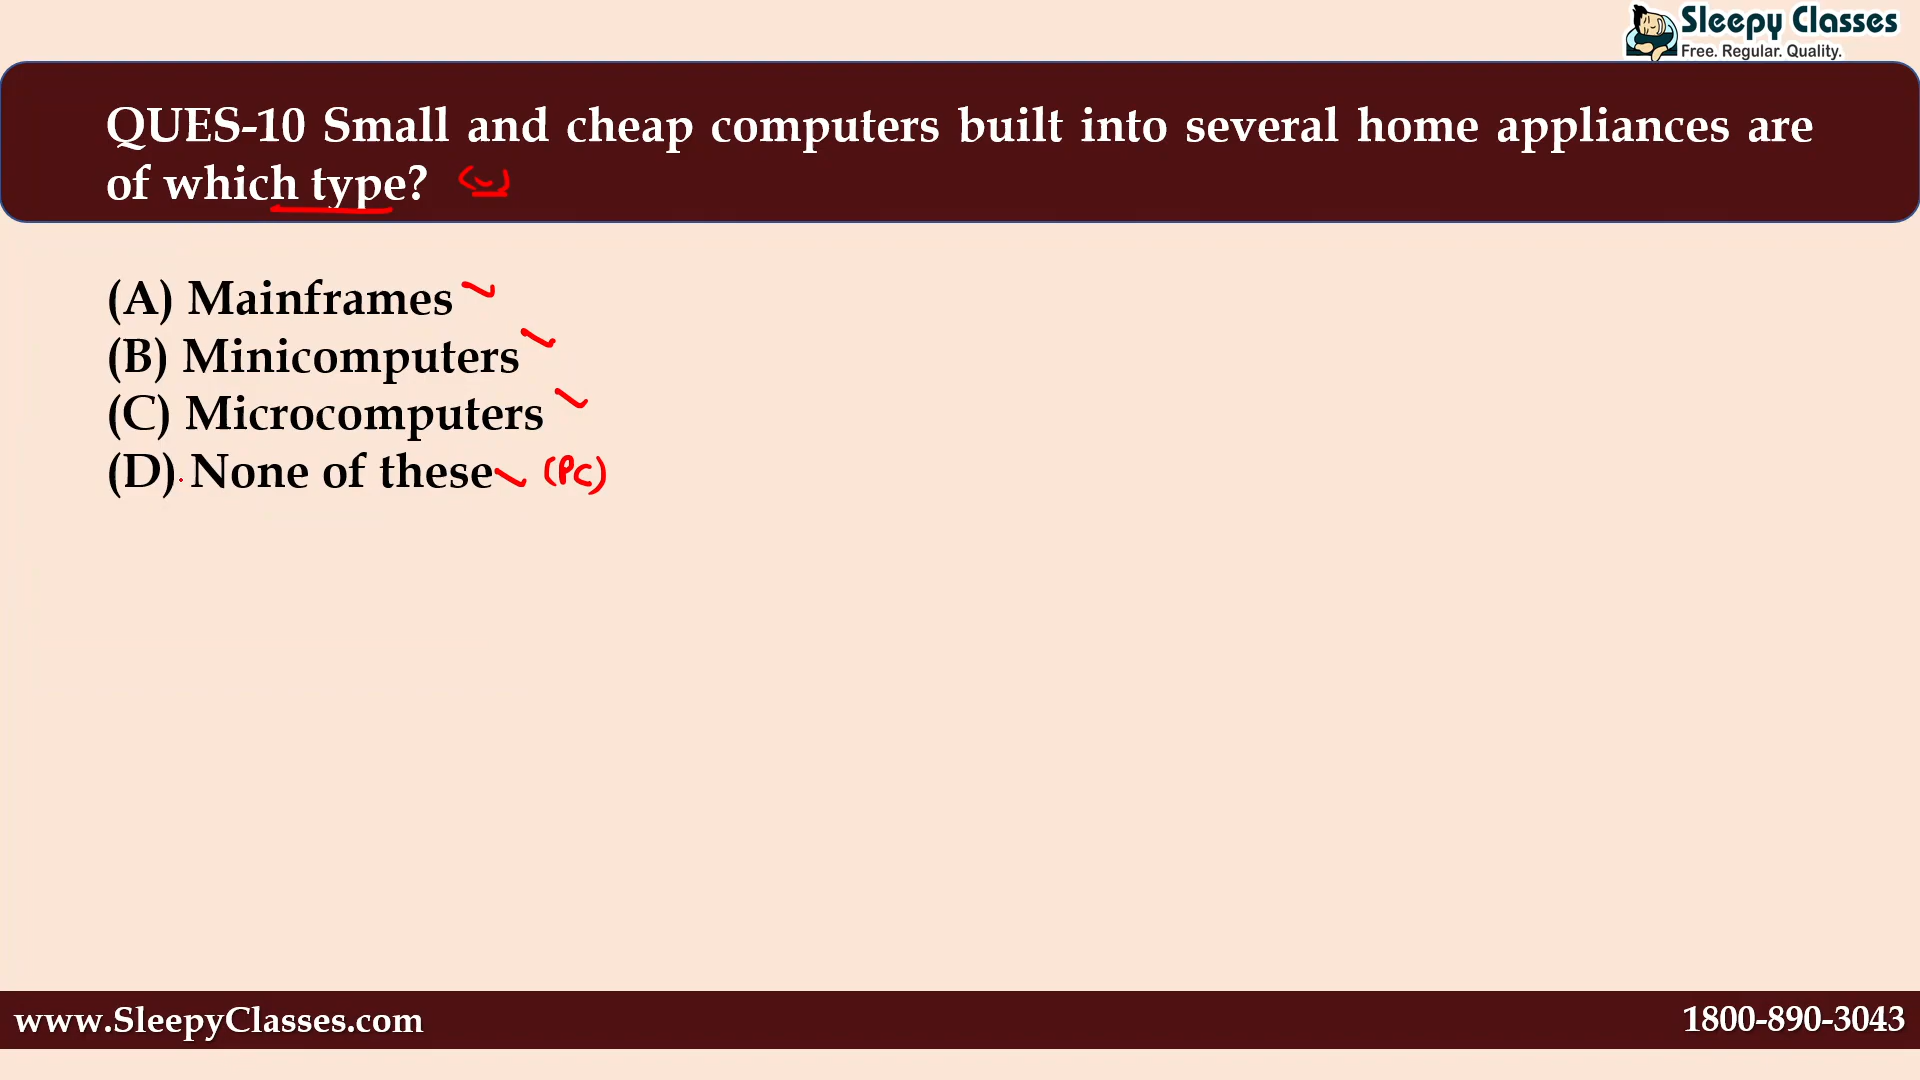 Sleepy Classes
Free. Regular. Quality.
QUES-10 Small and cheap computers built into several home appliances are
of which type?
(A) Mainframes
(B) Minicomputers
(C) Microcomputers
(D) None of these (PC)
www.SleepyClasses.com
1800-890-3043